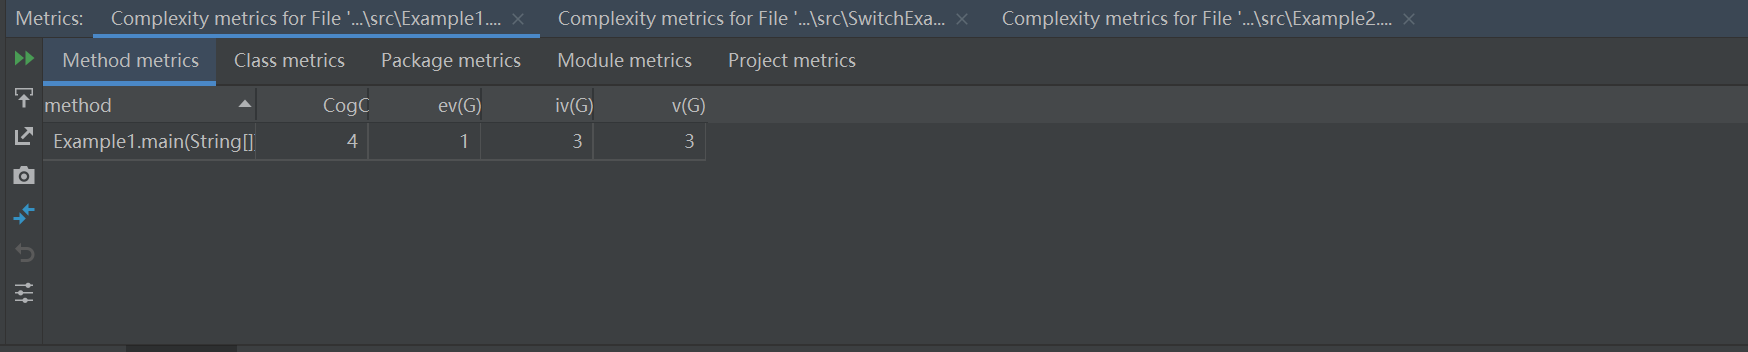 Metrics: Complexity metrics for File '...\src\Example1.... Complexity metrics for File '...\src\SwitchExa... Complexity metrics for File '...\src\Example2....
Method metrics Class metrics Package metrics Module metrics Project metrics
method CogC ev(G) iv(G) v(G)
Example1.main(String[]) 4 1 3 3